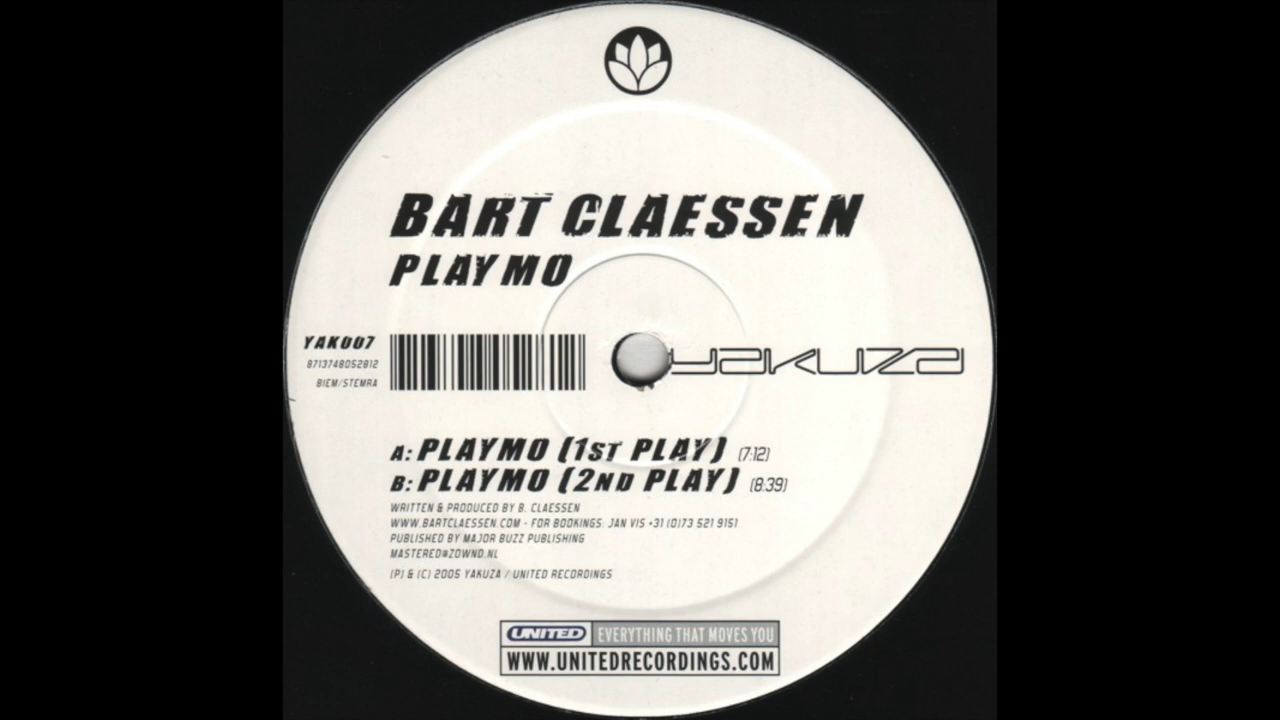 BART CLAESSEN
PLAYMO
YAK007
8713748052812
BIEM/STEMRA
YAKUZA
A: PLAYMO (1ST PLAY) (7:12)
B: PLAYMO (2ND PLAY) (8:39)
WRITTEN & PRODUCED BY B. CLAESSEN
WWW.BARTCLAESSEN.COM - FOR BOOKINGS: JAN VIS +31 (0)73 521 9151
PUBLISHED BY MAJOR BUZZ PUBLISHING
MASTERED@ZOWND.NL
(P) & (C) 2005 YAKUZA / UNITED RECORDINGS
UNITED EVERYTHING THAT MOVES YOU
WWW.UNITEDRECORDINGS.COM